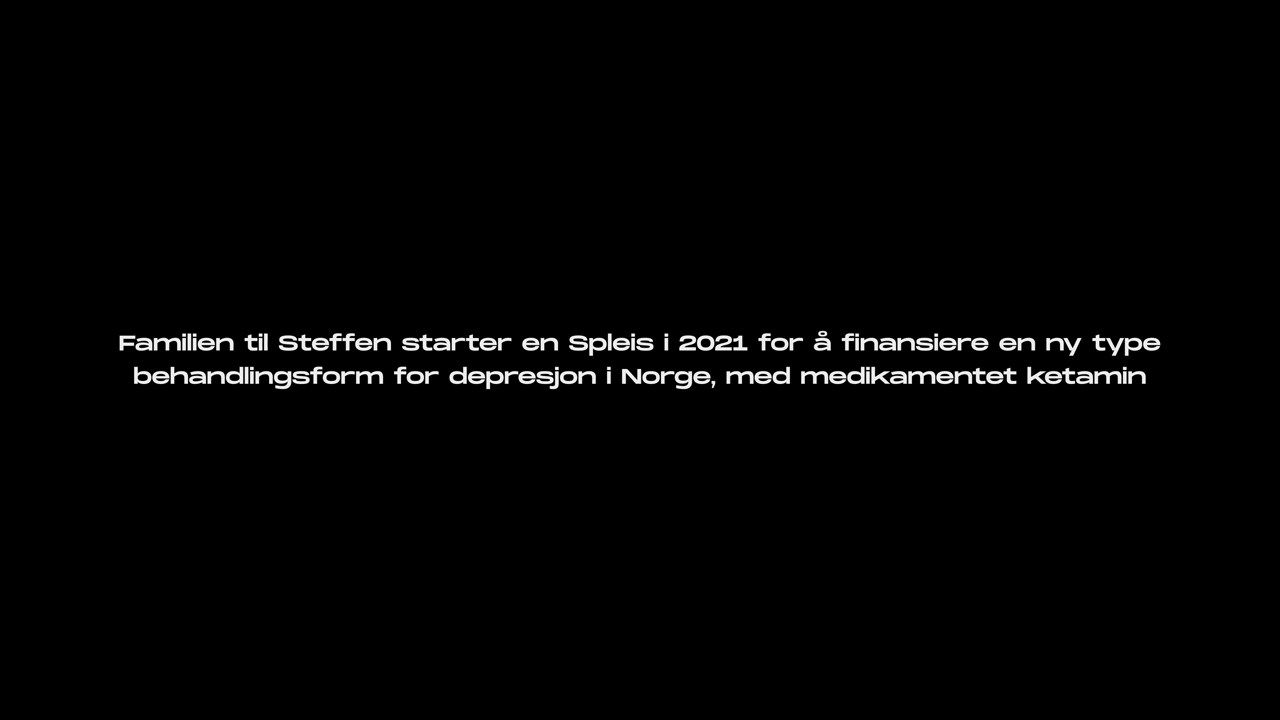 Familien til Steffen starter en Spleis i 2021 for å finansiere en ny type
behandlingsform for depresjon i Norge, med medikamentet ketamin